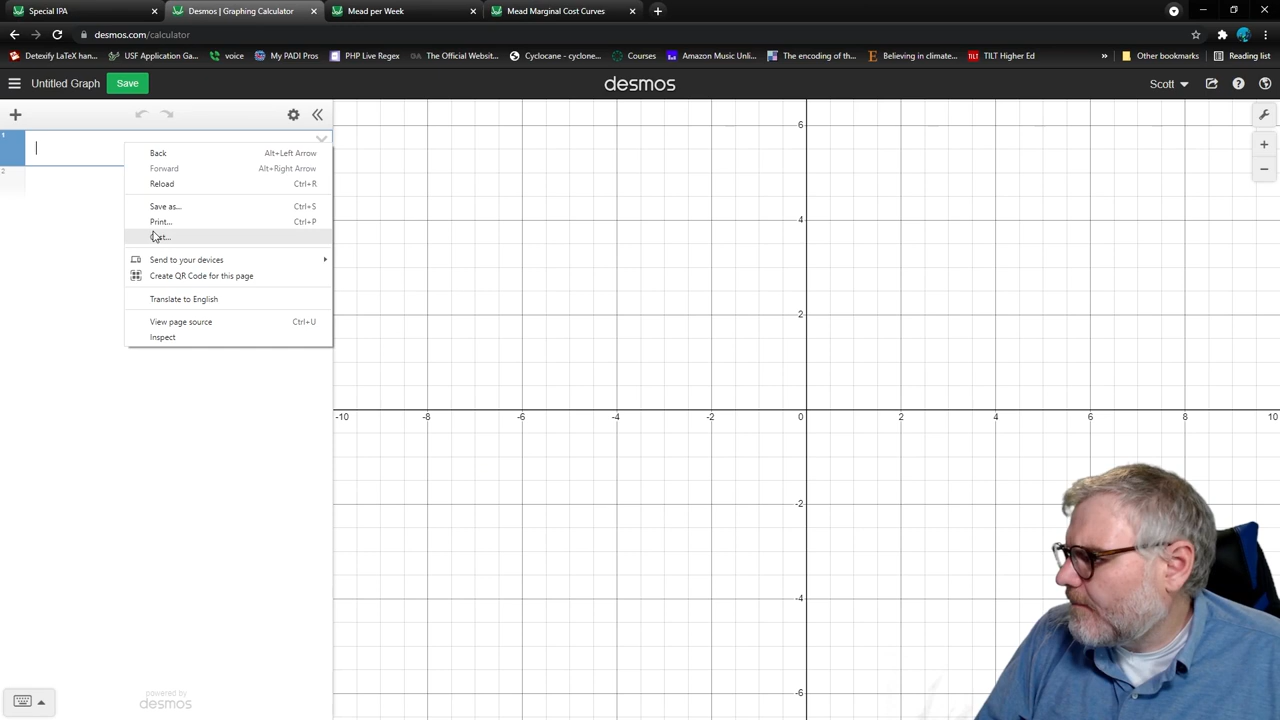 Special IPA
Desmos | Graphing Calculator
Mead per Week
Mead Marginal Cost Curves
desmos.com/calculator
Detexify LaTeX han...
USF Application Ga...
voice
My PADI Pros
PHP Live Regex
The Official Websit...
Cyclocane - cyclone...
Courses
Amazon Music Unli...
The encoding of th...
Believing in climate...
TILT Higher Ed
»
Other bookmarks
Reading list
Untitled Graph
Save
desmos
Scott
1
2
Back Alt+Left Arrow
Forward Alt+Right Arrow
Reload Ctrl+R
Save as... Ctrl+S
Print... Ctrl+P
Send to your devices
Create QR Code for this page
Translate to English
View page source Ctrl+U
Inspect
6
4
2
-10 -8 -6 -4 -2 0 2 4 6 8 10
-2
-4
-6
powered by
desmos